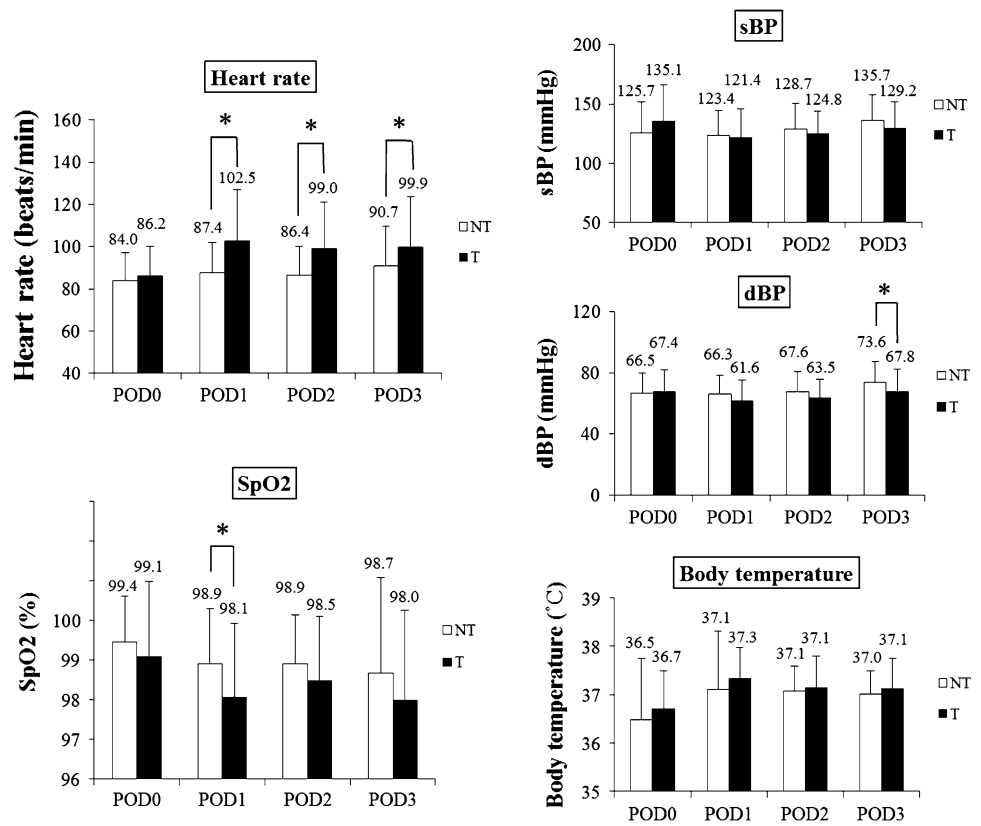 Heart rate
Heart rate (beats/min)
160
140
120
100
80
60
40
*
*
*
84.0 86.2 87.4 102.5 86.4 99.0 90.7 99.9
POD0 POD1 POD2 POD3
NT
T
sBP
sBP (mmHg)
200
150
100
50
125.7 135.1 123.4 121.4 128.7 124.8 135.7 129.2
POD0 POD1 POD2 POD3
NT
T
dBP
dBP (mmHg)
120
80
40
0
*
66.5 67.4 66.3 61.6 67.6 63.5 73.6 67.8
POD0 POD1 POD2 POD3
NT
T
SpO2
SpO2 (%)
100
99
98
97
96
*
99.4 99.1 98.9 98.1 98.9 98.5 98.7 98.0
POD0 POD1 POD2 POD3
NT
T
Body temperature
Body temperature (˚C)
39
38
37
36
35
36.5 36.7 37.1 37.3 37.1 37.1 37.0 37.1
POD0 POD1 POD2 POD3
NT
T